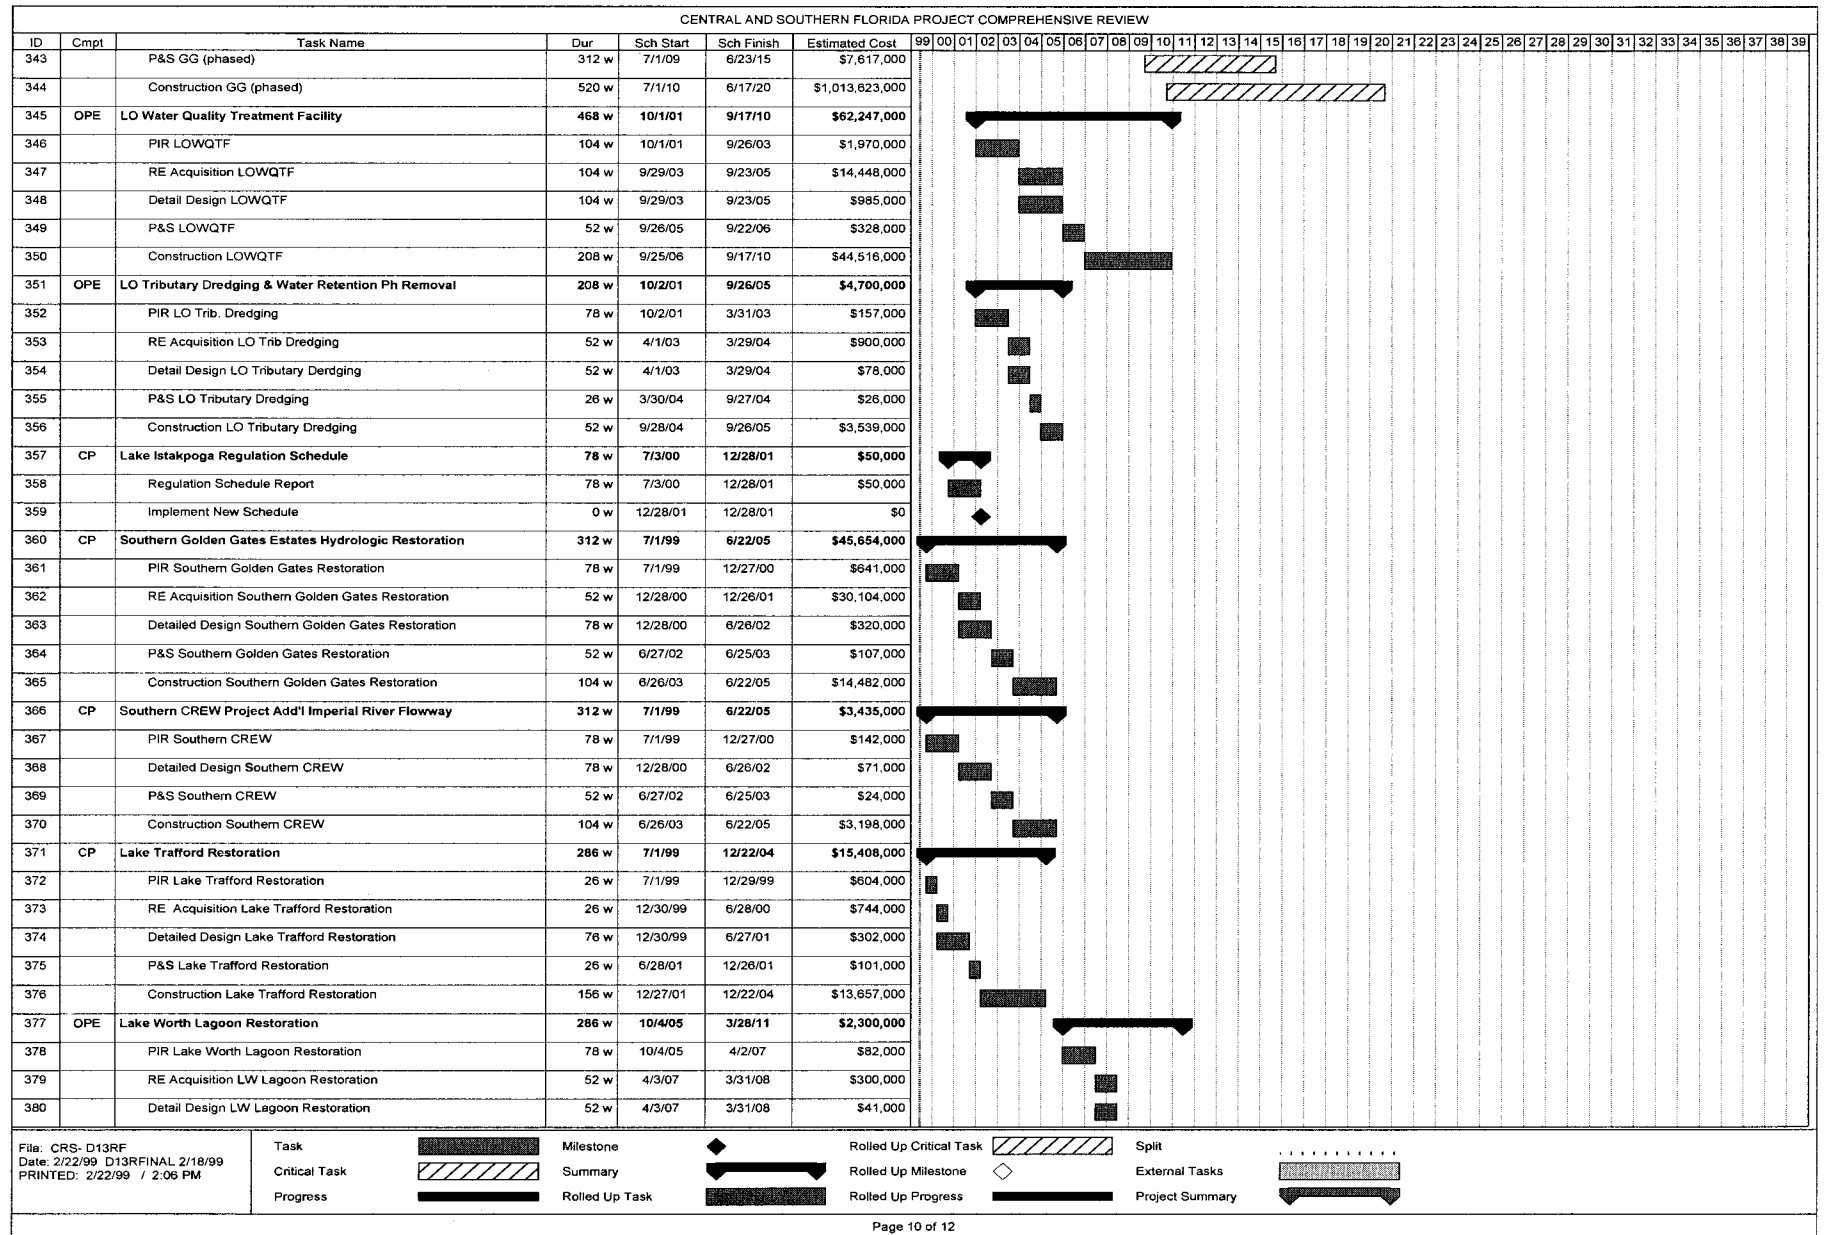 CENTRAL AND SOUTHERN FLORIDA PROJECT COMPREHENSIVE REVIEW
ID Cmpt Task Name Dur Sch Start Sch Finish Estimated Cost 99 00 01 02 03 04 05 06 07 08 09 10 11 12 13 14 15 16 17 18 19 20 21 22 23 24 25 26 27 28 29 30 31 32 33 34 35 36 37 38 39
343 P&S GG (phased) 312 w 7/1/09 6/23/15 $7,617,000
344 Construction GG (phased) 520 w 7/1/10 6/17/20 $1,013,623,000
345 OPE LO Water Quality Treatment Facility 468 w 10/1/01 9/17/10 $62,247,000
346 PIR LOWQTF 104 w 10/1/01 9/26/03 $1,970,000
347 RE Acquisition LOWQTF 104 w 9/29/03 9/23/05 $14,448,000
348 Detail Design LOWQTF 104 w 9/29/03 9/23/05 $985,000
349 P&S LOWQTF 52 w 9/26/05 9/22/06 $328,000
350 Construction LOWQTF 208 w 9/25/06 9/17/10 $44,516,000
351 OPE LO Tributary Dredging & Water Retention Ph Removal 208 w 10/2/01 9/26/05 $4,700,000
352 PIR LO Trib. Dredging 78 w 10/2/01 3/31/03 $157,000
353 RE Acquisition LO Trib Dredging 52 w 4/1/03 3/29/04 $900,000
354 Detail Design LO Tributary Derdging 52 w 4/1/03 3/29/04 $78,000
355 P&S LO Tributary Dredging 26 w 3/30/04 9/27/04 $26,000
356 Construction LO Tributary Dredging 52 w 9/28/04 9/26/05 $3,539,000
357 CP Lake Istakpoga Regulation Schedule 78 w 7/3/00 12/28/01 $50,000
358 Regulation Schedule Report 78 w 7/3/00 12/28/01 $50,000
359 Implement New Schedule 0 w 12/28/01 12/28/01 $0
360 CP Southern Golden Gates Estates Hydrologic Restoration 312 w 7/1/99 6/22/05 $45,654,000
361 PIR Southern Golden Gates Restoration 78 w 7/1/99 12/27/00 $641,000
362 RE Acquisition Southern Golden Gates Restoration 52 w 12/28/00 12/26/01 $30,104,000
363 Detailed Design Southern Golden Gates Restoration 78 w 12/28/00 6/26/02 $320,000
364 P&S Southern Golden Gates Restoration 52 w 6/27/02 6/25/03 $107,000
365 Construction Southern Golden Gates Restoration 104 w 6/26/03 6/22/05 $14,482,000
366 CP Southern CREW Project Add'l Imperial River Flowway 312 w 7/1/99 6/22/05 $3,435,000
367 PIR Southern CREW 78 w 7/1/99 12/27/00 $142,000
368 Detailed Design Southern CREW 78 w 12/28/00 6/26/02 $71,000
369 P&S Southern CREW 52 w 6/27/02 6/25/03 $24,000
370 Construction Southern CREW 104 w 6/26/03 6/22/05 $3,198,000
371 CP Lake Trafford Restoration 286 w 7/1/99 12/22/04 $15,408,000
372 PIR Lake Trafford Restoration 26 w 7/1/99 12/29/99 $604,000
373 RE Acquisition Lake Trafford Restoration 26 w 12/30/99 6/28/00 $744,000
374 Detailed Design Lake Trafford Restoration 76 w 12/30/99 6/27/01 $302,000
375 P&S Lake Trafford Restoration 26 w 6/28/01 12/26/01 $101,000
376 Construction Lake Trafford Restoration 156 w 12/27/01 12/22/04 $13,657,000
377 OPE Lake Worth Lagoon Restoration 286 w 10/4/05 3/28/11 $2,300,000
378 PIR Lake Worth Lagoon Restoration 78 w 10/4/05 4/2/07 $82,000
379 RE Acquisition LW Lagoon Restoration 52 w 4/3/07 3/31/08 $300,000
380 Detail Design LW Lagoon Restoration 52 w 4/3/07 3/31/08 $41,000
File: CRS- D13RF
Date: 2/22/99 D13RFINAL 2/18/99
PRINTED: 2/22/99 / 2:06 PM
Task Milestone Rolled Up Critical Task Split
Critical Task Summary Rolled Up Milestone External Tasks
Progress Rolled Up Task Rolled Up Progress Project Summary
Page 10 of 12